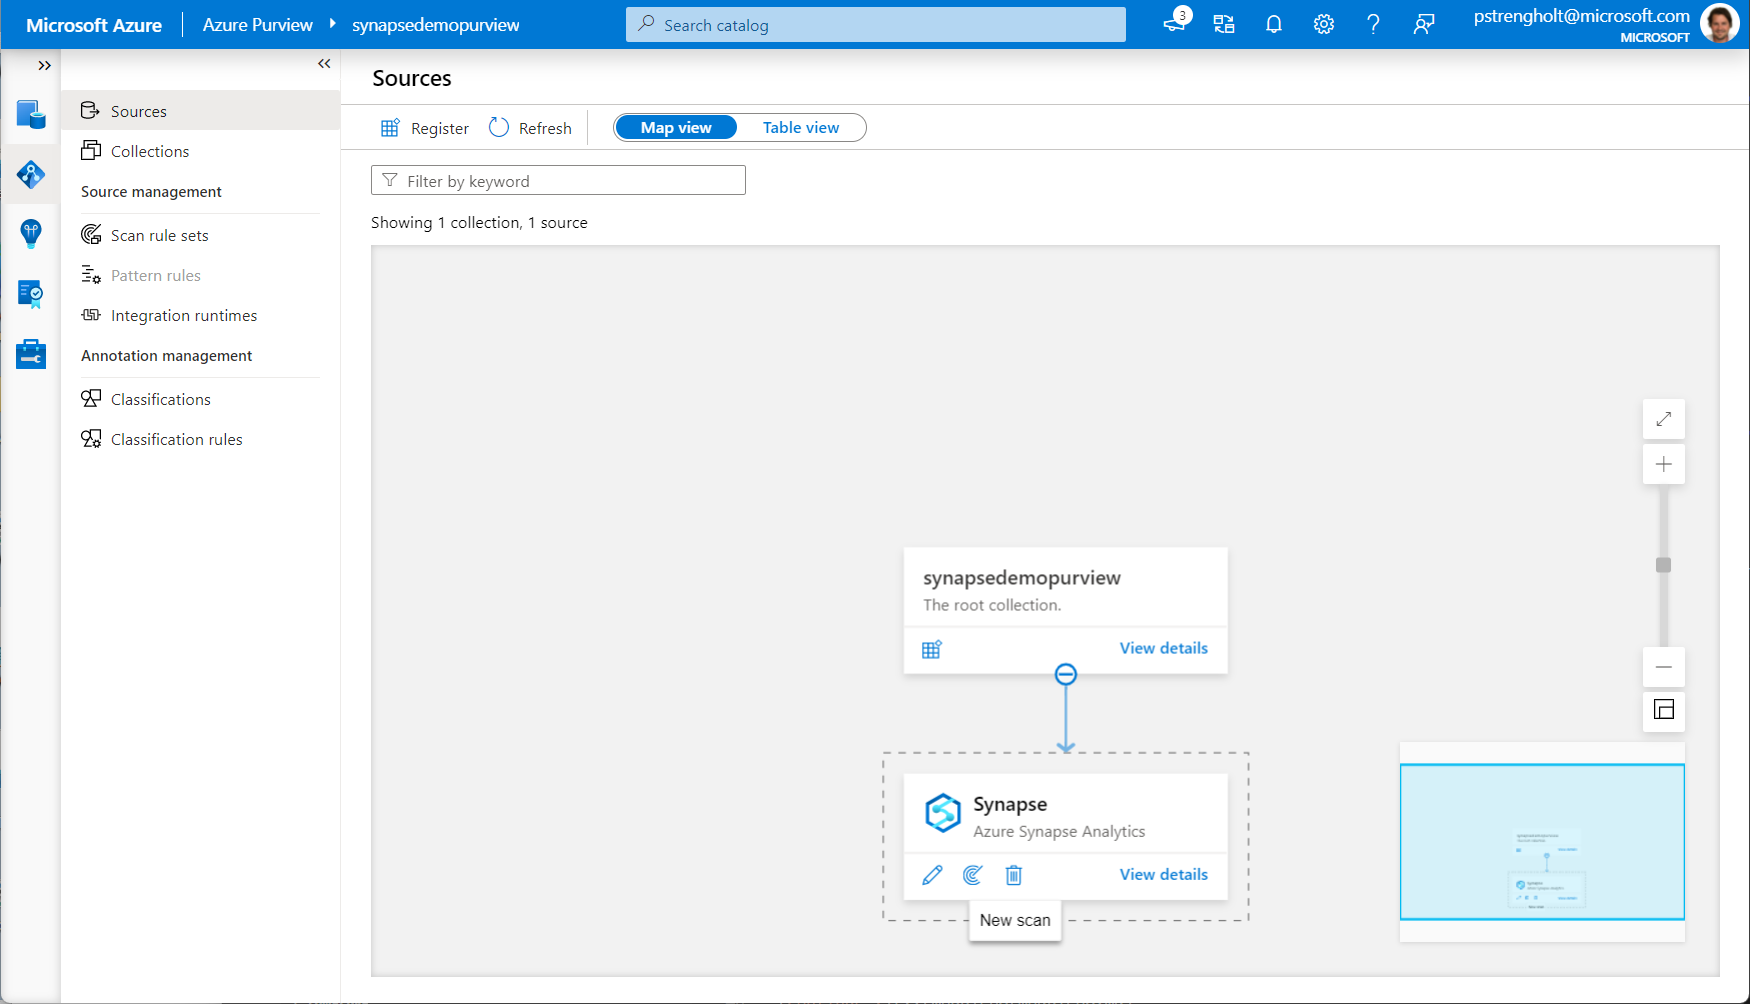 Microsoft Azure
Azure Purview
synapsedemopurview
Search catalog
3
pstrengholt@microsoft.com
MICROSOFT
Sources
Collections
Source management
Scan rule sets
Pattern rules
Integration runtimes
Annotation management
Classifications
Classification rules
Sources
Register
Refresh
Map view
Table view
Filter by keyword
Showing 1 collection, 1 source
synapsedemopurview
The root collection.
View details
Synapse
Azure Synapse Analytics
View details
New scan